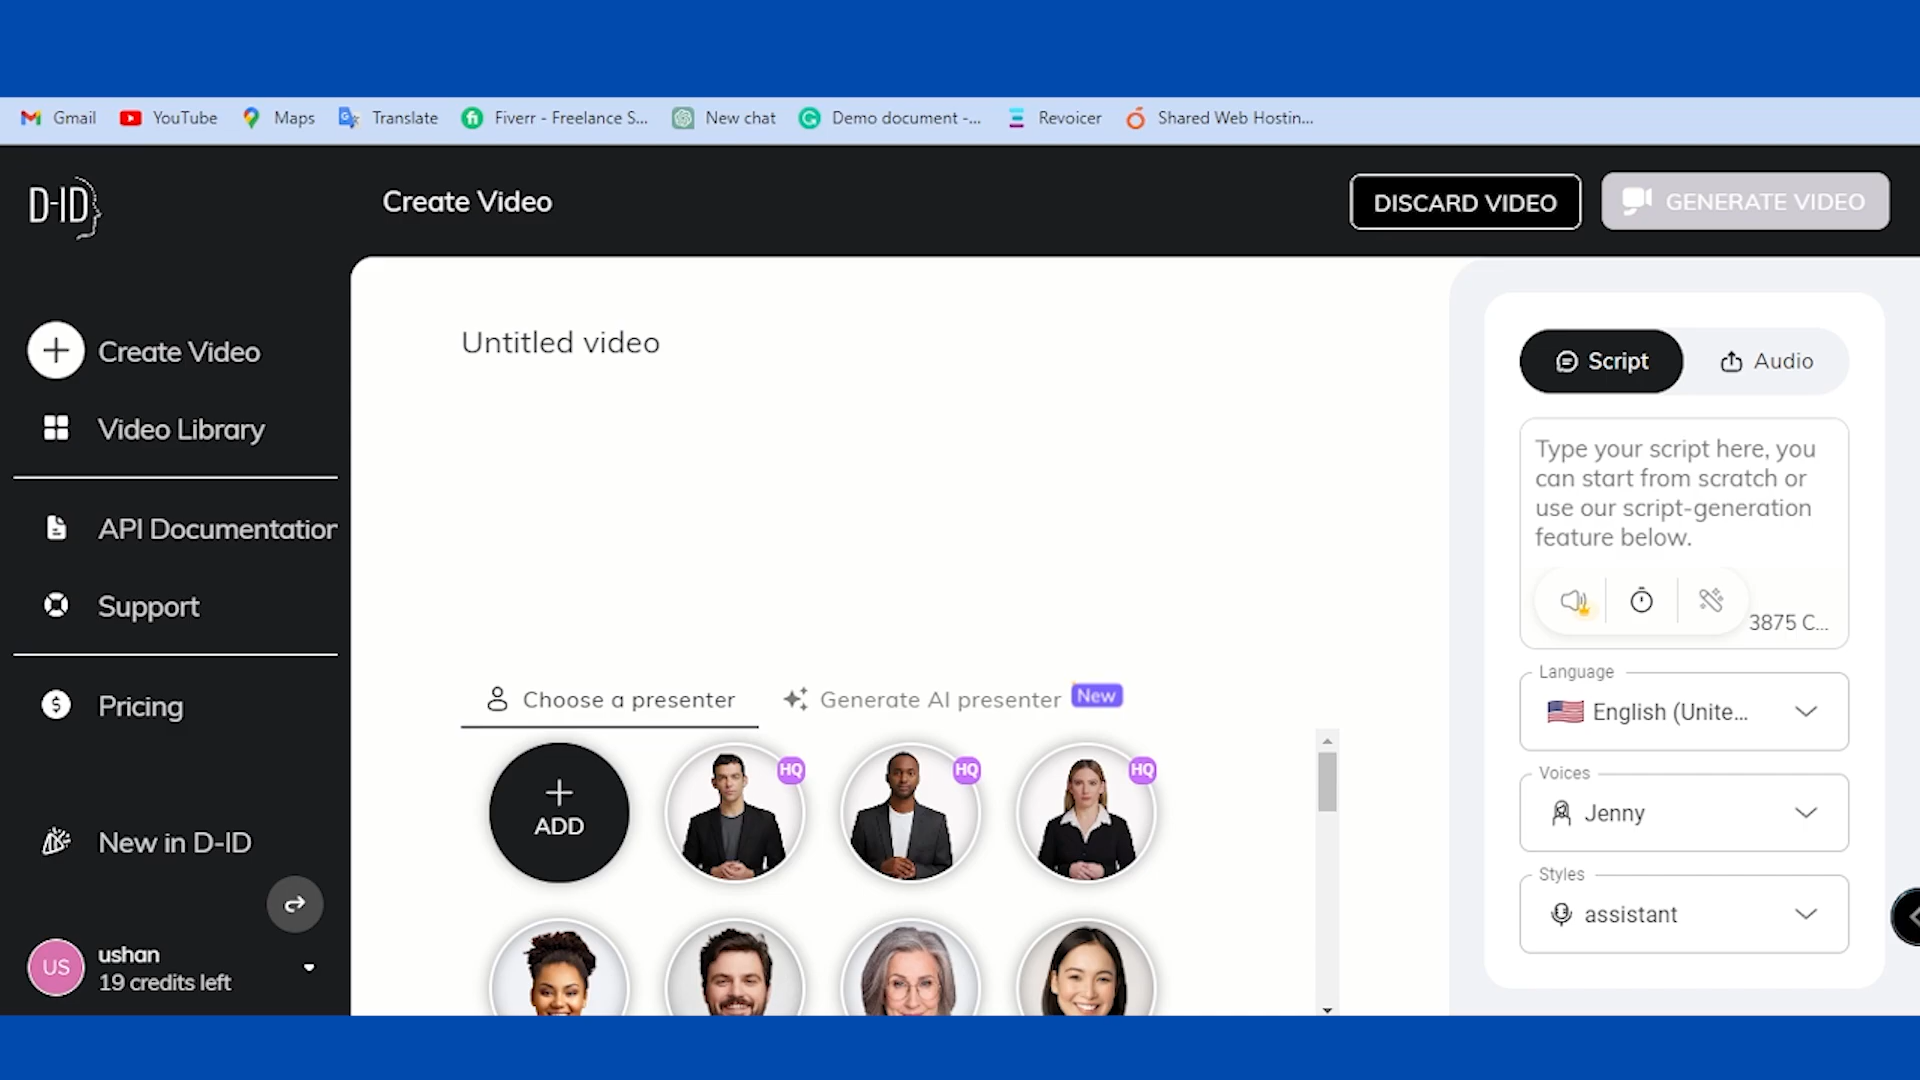 Gmail
YouTube
Maps
Translate
Fiverr - Freelance S...
New chat
Demo document -...
Revoicer
Shared Web Hostin...
D-ID
Create Video
DISCARD VIDEO
GENERATE VIDEO
Create Video
Video Library
API Documentation
Support
Pricing
New in D-ID
US
ushan
19 credits left
Untitled video
Choose a presenter
Generate AI presenter
New
ADD
HQ
HQ
HQ
Script
Audio
Type your script here, you
can start from scratch or
use our script-generation
feature below.
3875 C...
Language
English (Unite...
Voices
Jenny
Styles
assistant